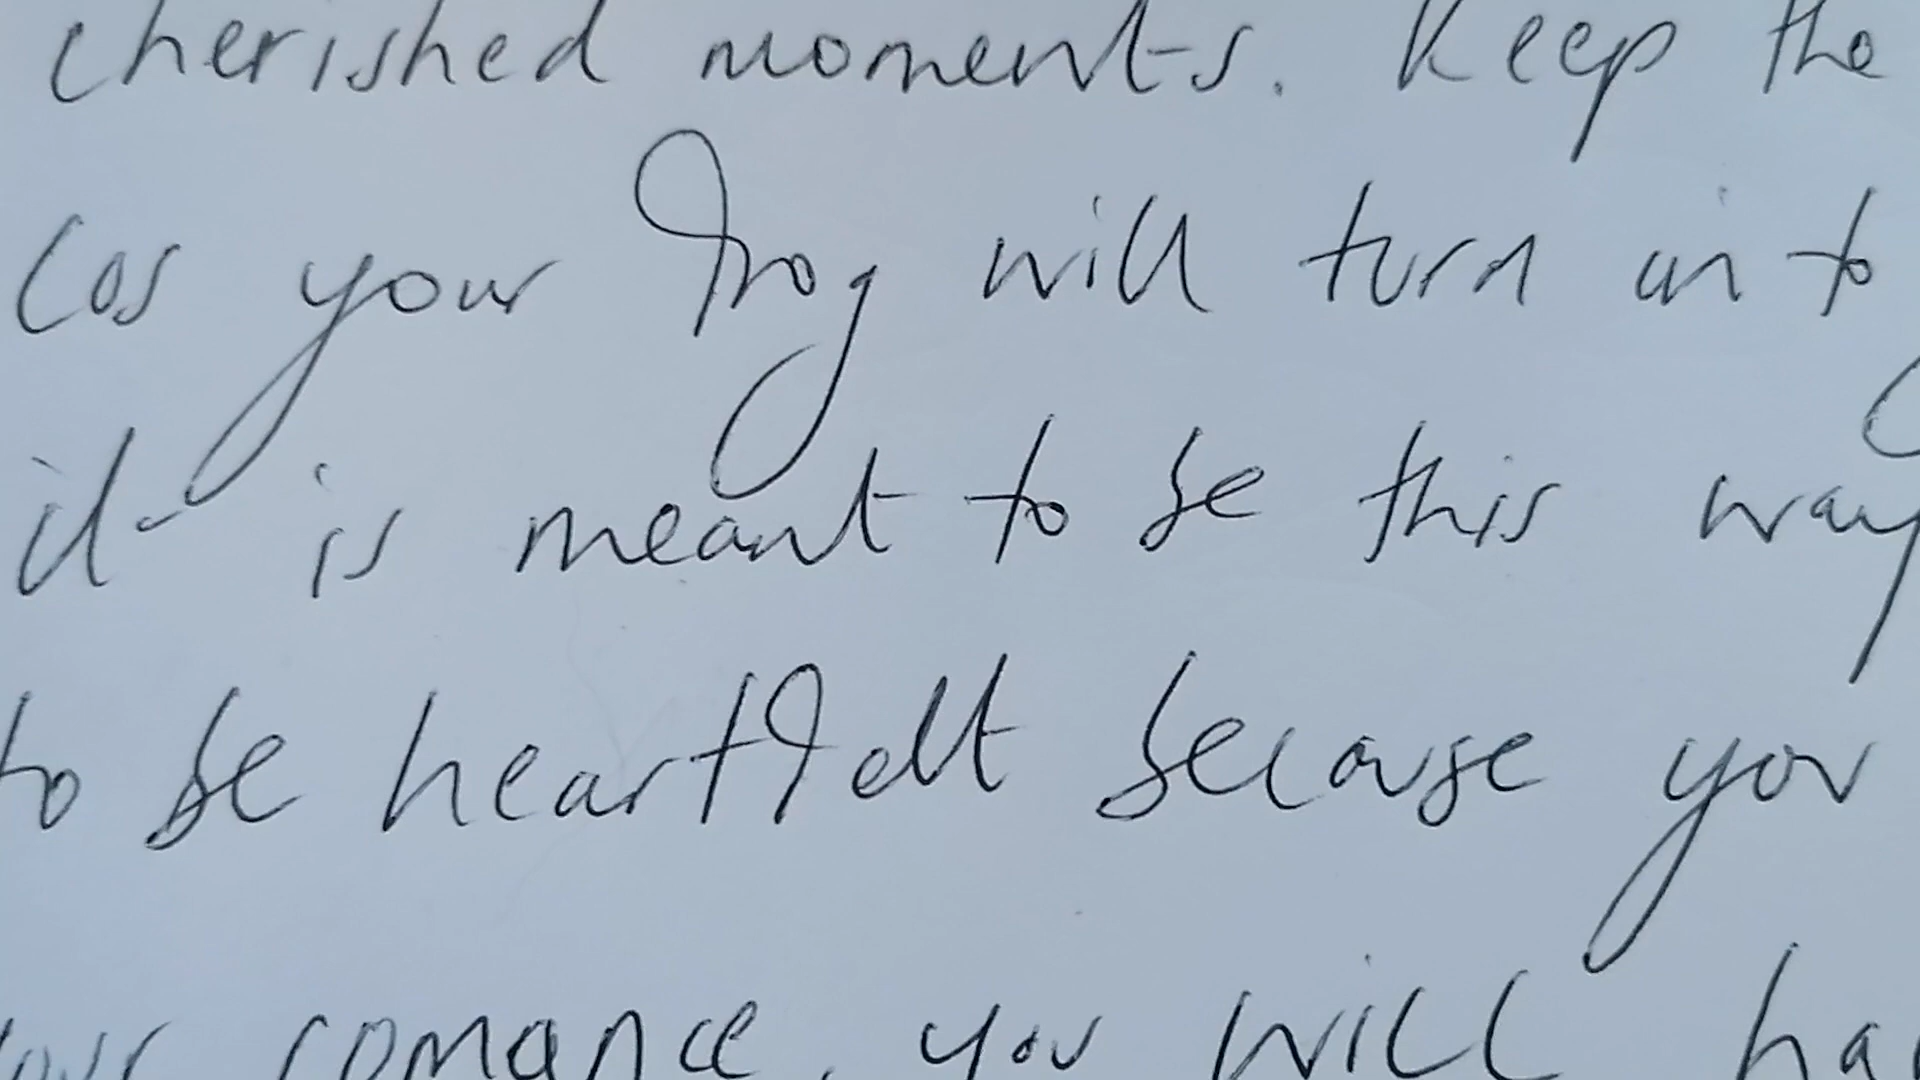 cherished moments. Keep the
cos your frog will turn in to
it is meant to be this way
to be heartfelt because you
your romance, you will